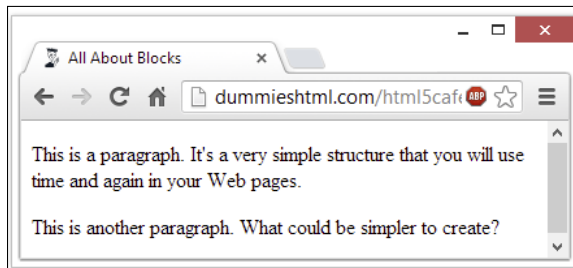 All About Blocks
dummieshtml.com/html5cafe
ABP
This is a paragraph. It's a very simple structure that you will use
time and again in your Web pages.
This is another paragraph. What could be simpler to create?